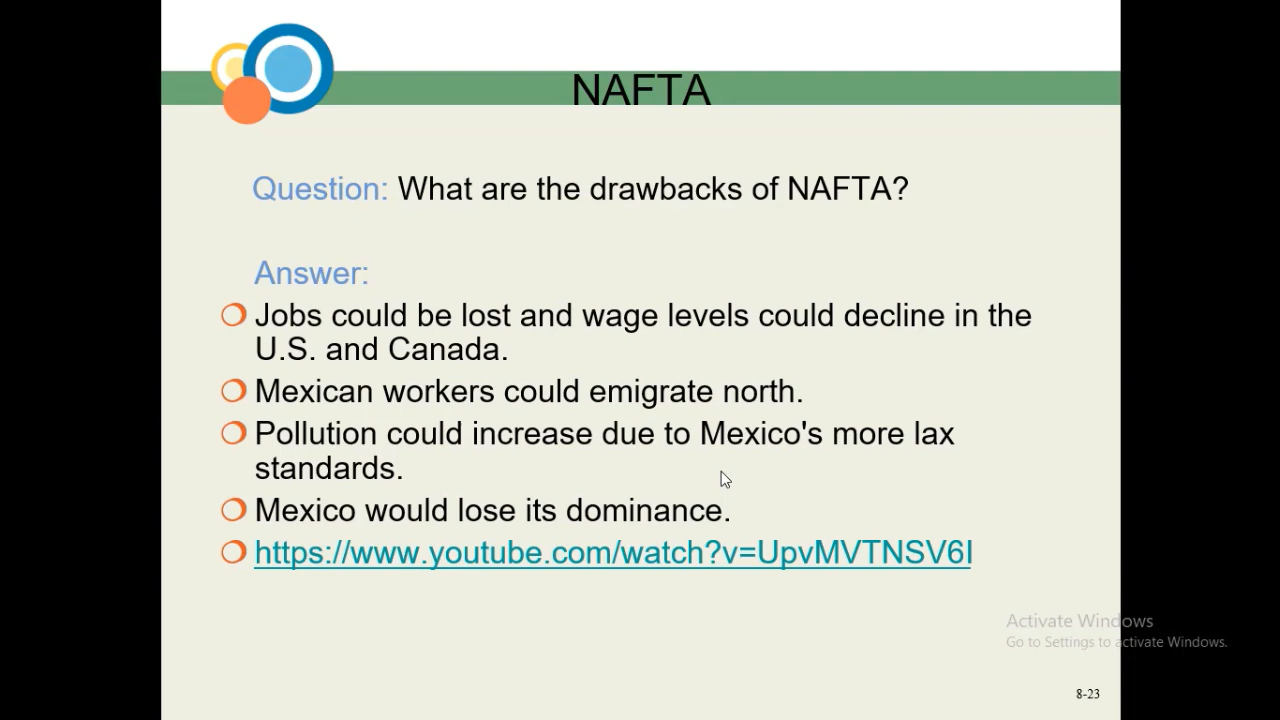 NAFTA
Question: What are the drawbacks of NAFTA?
Answer:
Jobs could be lost and wage levels could decline in the
U.S. and Canada.
Mexican workers could emigrate north.
Pollution could increase due to Mexico's more lax
standards.
Mexico would lose its dominance.
https://www.youtube.com/watch?v=UpvMVTNSV6I
Activate Windows
Go to Settings to activate Windows.
8-23